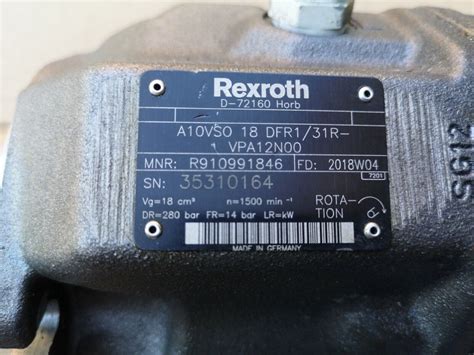 Rexroth
D-72160 Horb
A10VSO 18 DFR1/31R-
VPA12N00
MNR: R910991846 FD: 2018W04
7201
SN: 35310164
Vg=18 cm³ n=1500 min⁻¹ ROTA-
DR=280 bar FR=14 bar LR=kW TION
MADE IN GERMANY